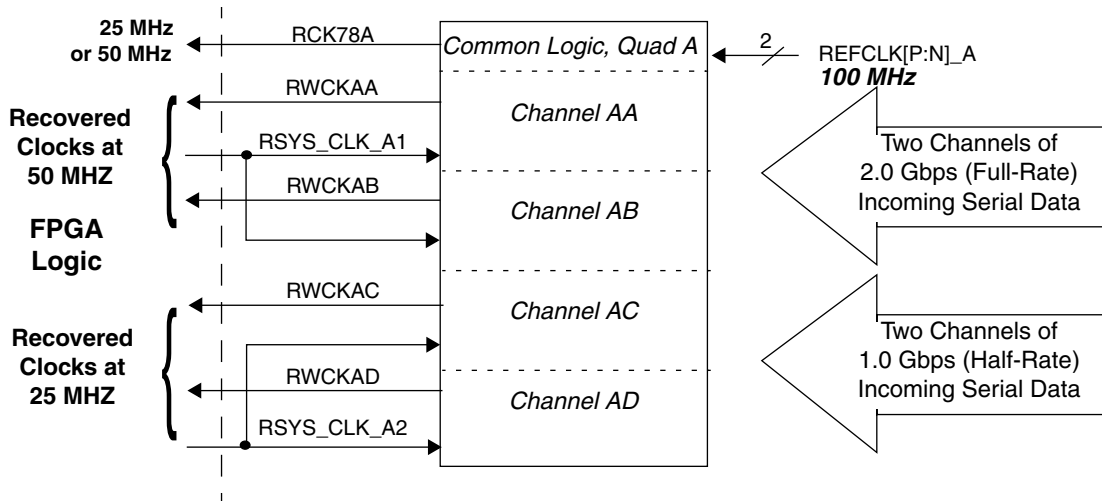 25 MHz
or 50 MHz
RCK78A
Common Logic, Quad A
2
REFCLK[P:N]_A
100 MHz
RWCKAA
Channel AA
Recovered
Clocks at
50 MHZ
RSYS_CLK_A1
RWCKAB
Channel AB
Two Channels of
2.0 Gbps (Full-Rate)
Incoming Serial Data
FPGA
Logic
RWCKAC
Channel AC
Recovered
Clocks at
25 MHZ
RWCKAD
Channel AD
RSYS_CLK_A2
Two Channels of
1.0 Gbps (Half-Rate)
Incoming Serial Data